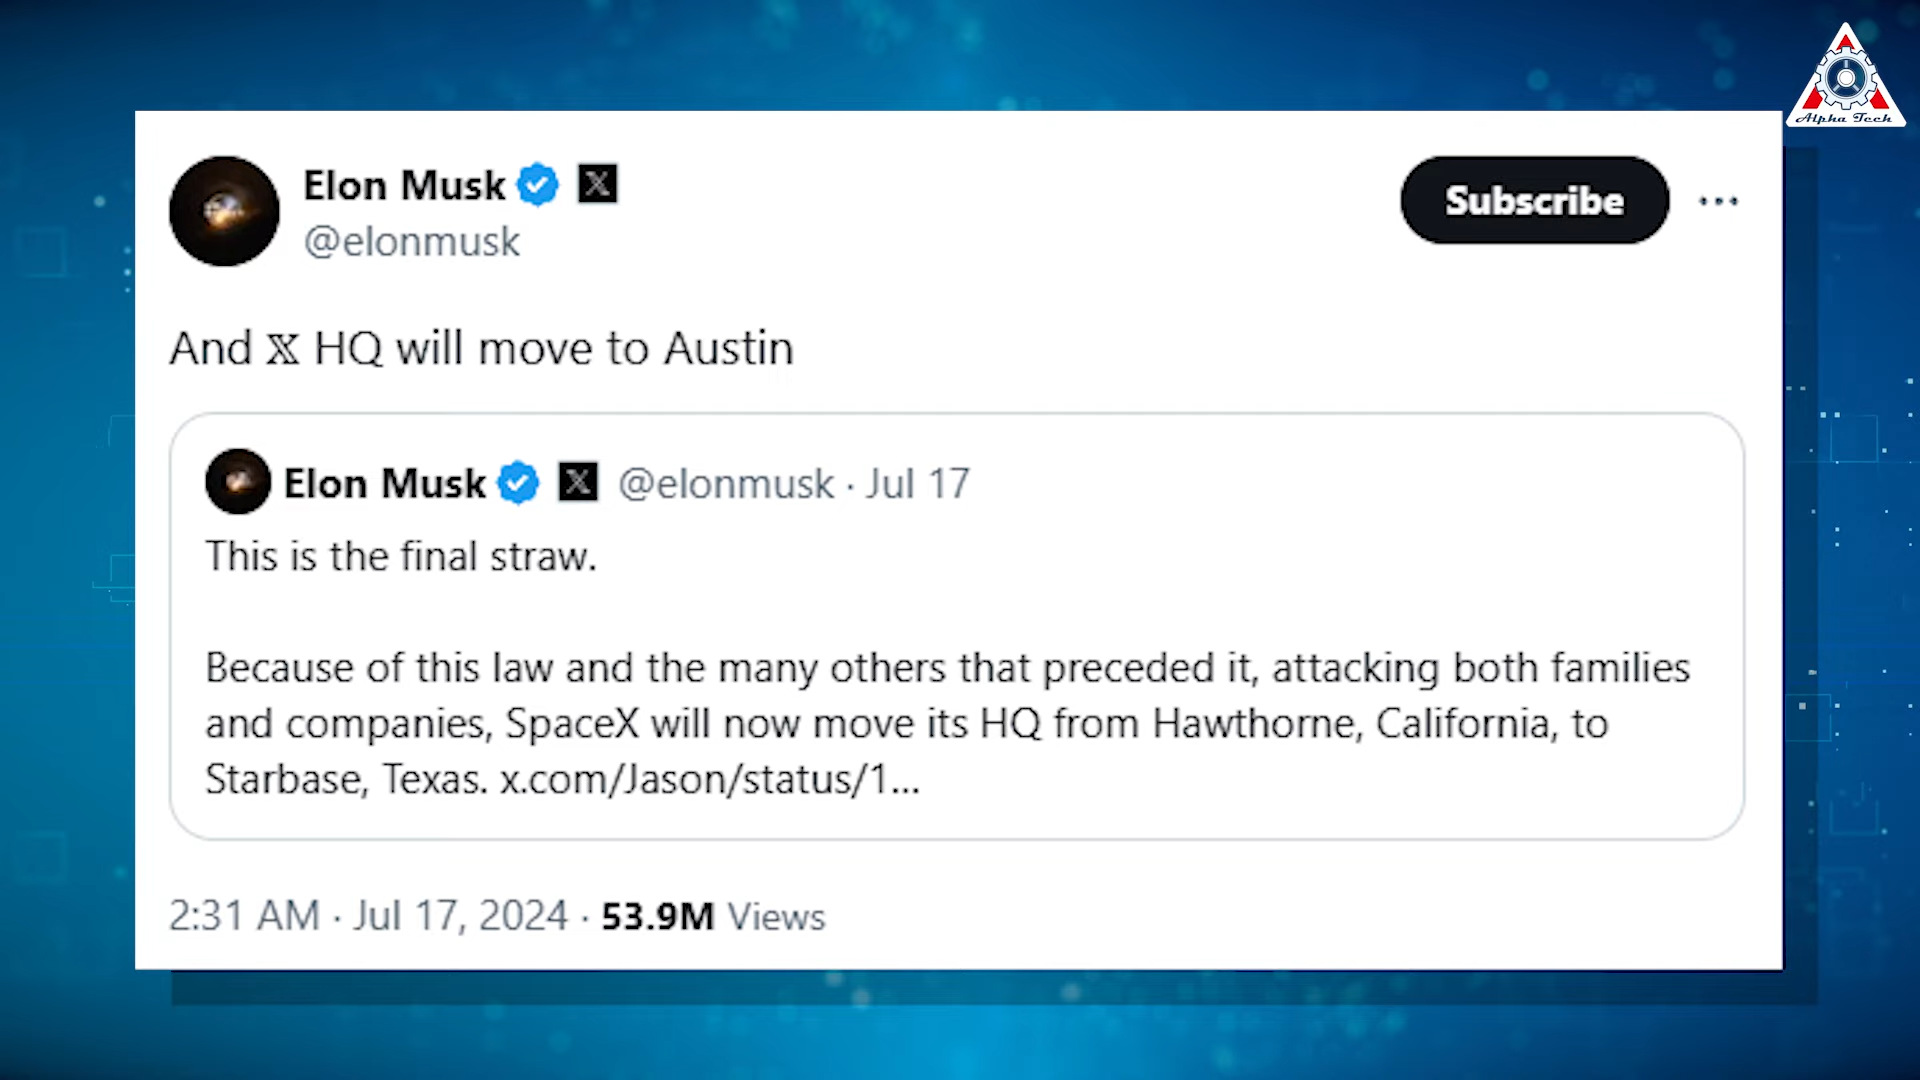 Alpha Tech
Elon Musk
@elonmusk
Subscribe
And 𝕏 HQ will move to Austin
Elon Musk @elonmusk · Jul 17
This is the final straw.
Because of this law and the many others that preceded it, attacking both families
and companies, SpaceX will now move its HQ from Hawthorne, California, to
Starbase, Texas. x.com/Jason/status/1...
2:31 AM · Jul 17, 2024 · 53.9M Views